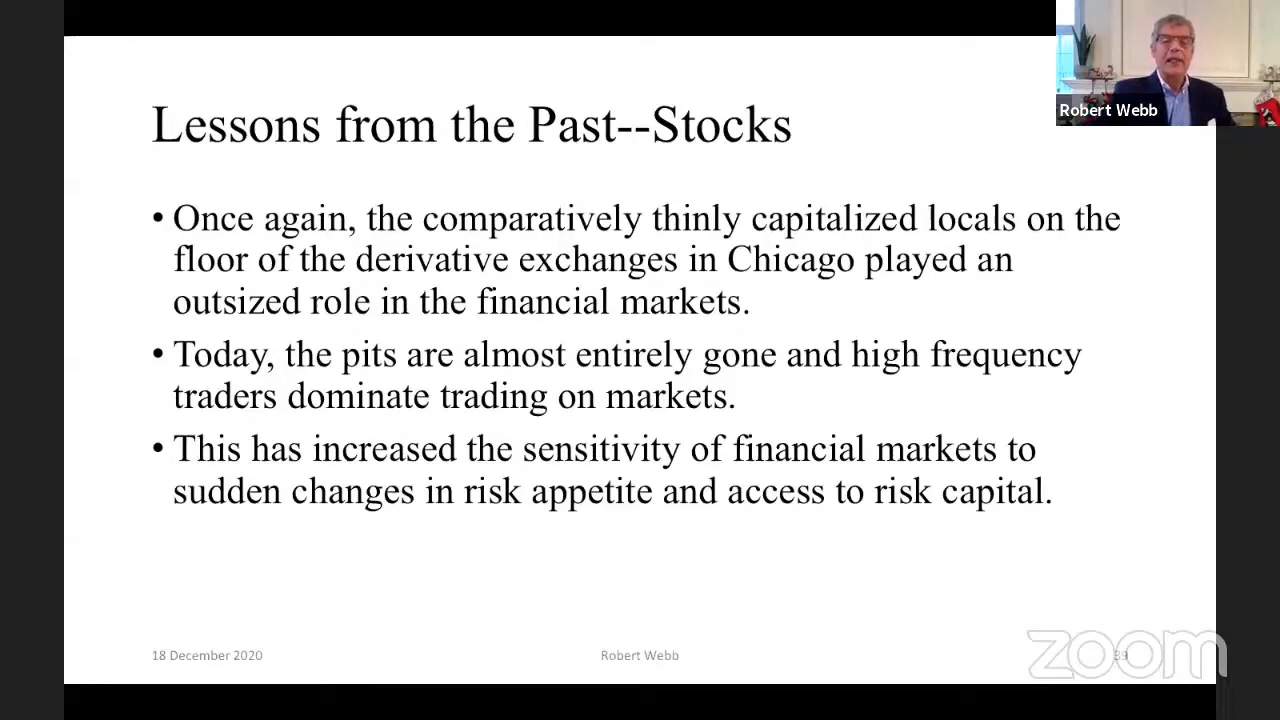 Robert Webb
Lessons from the Past--Stocks
• Once again, the comparatively thinly capitalized locals on the
floor of the derivative exchanges in Chicago played an
outsized role in the financial markets.
• Today, the pits are almost entirely gone and high frequency
traders dominate trading on markets.
• This has increased the sensitivity of financial markets to
sudden changes in risk appetite and access to risk capital.
18 December 2020
Robert Webb
39
zoom